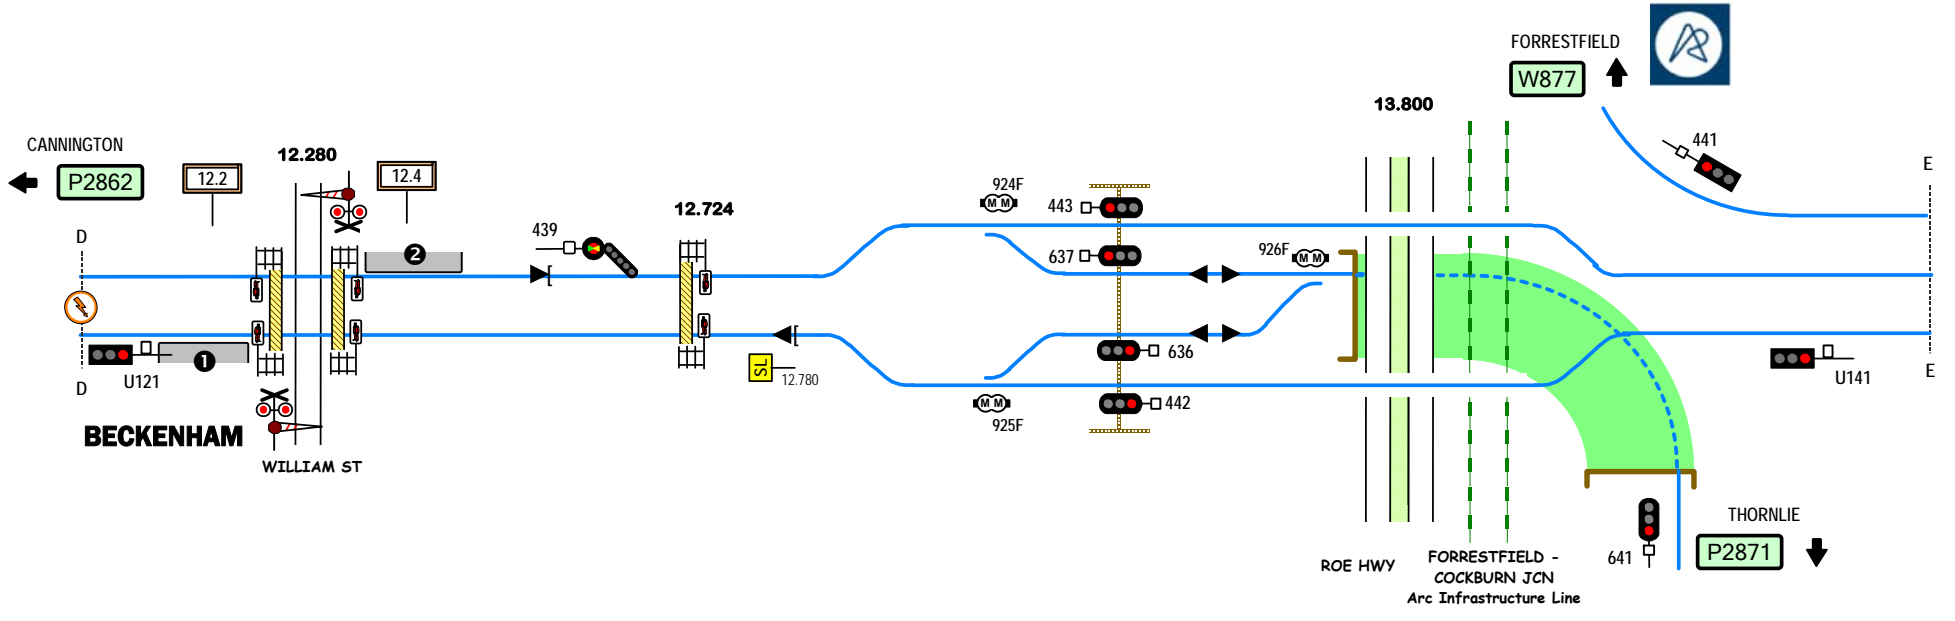 FORRESTFIELD
W877
13.800
CANNINGTON
P2862
12.280
12.2
12.4
441
E
924F
443
12.724
439
D
2
637
926F
M M
M M
1
U121
D
SL
12.780
636
U141
E
M M
925F
442
BECKENHAM
WILLIAM ST
THORNLIE
P2871
641
ROE HWY
FORRESTFIELD -
COCKBURN JCN
Arc Infrastructure Line